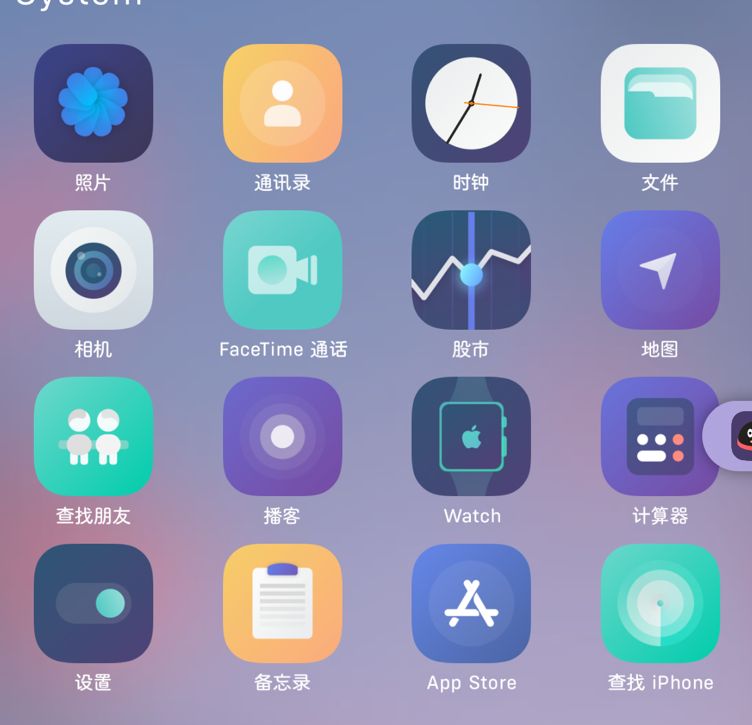 System
照片
通讯录
时钟
文件
相机
FaceTime 通话
股市
地图
查找朋友
播客
Watch
计算器
设置
备忘录
App Store
查找 iPhone